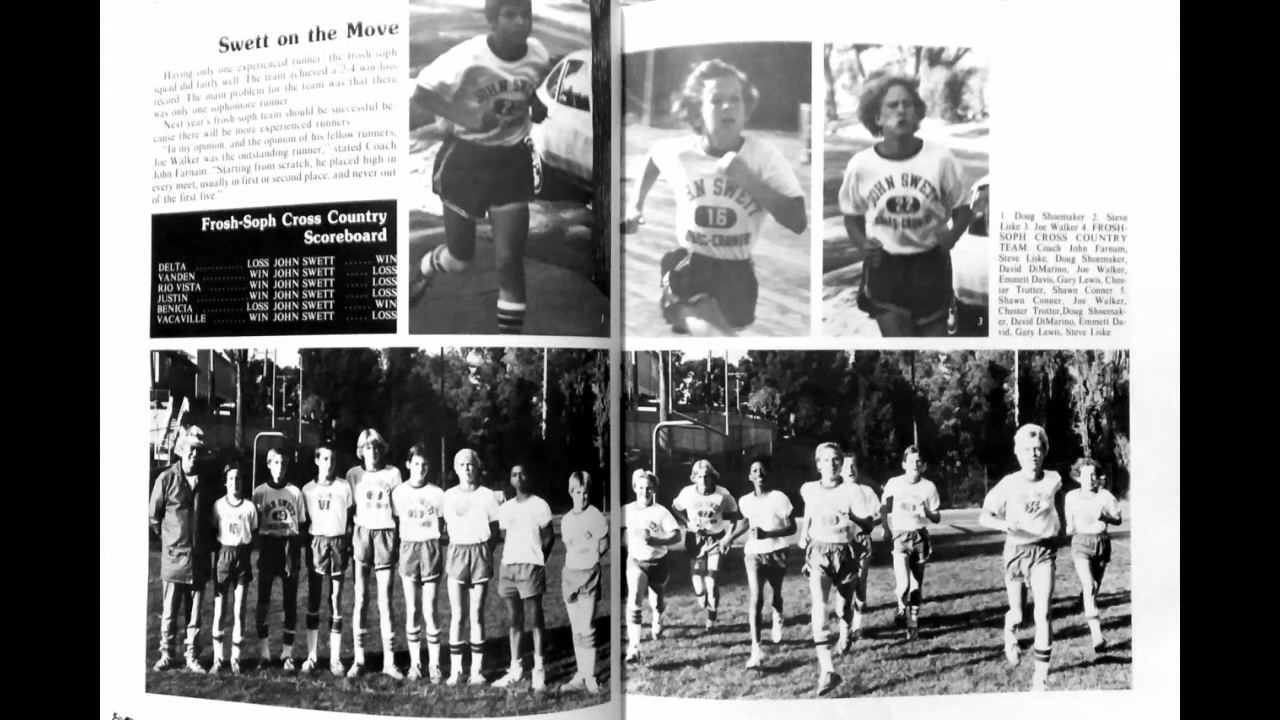 Swett on the Move
Having only one experienced runner, the frosh-soph
squad did fairly well. The team achieved a 2-4 win-loss
record. The main problem for the team was that there
was only one sophomore runner.
Next year's frosh-soph team should be successful be-
cause there will be more experienced runners.
"In my opinion, and the opinion of his fellow runners,
Joe Walker was the outstanding runner," stated Coach
John Farnam. "Starting from scratch, he placed high in
every meet, usually in first or second place, and never out
of the first five."
Frosh-Soph Cross Country
Scoreboard
DELTA .......... LOSS JOHN SWETT ..... WIN
VANDEN .......... WIN JOHN SWETT ..... LOSS
RIO VISTA ........ WIN JOHN SWETT ..... LOSS
JUSTIN .......... WIN JOHN SWETT ..... LOSS
BENICIA ......... LOSS JOHN SWETT ..... WIN
VACAVILLE ........ WIN JOHN SWETT ..... LOSS
JOHN SWETT
1
HN SWETT
16
JOHN SWETT
22
3
1. Doug Shoemaker 2. Steve
Liske 3. Joe Walker 4. FROSH-
SOPH CROSS COUNTRY
TEAM: Coach John Farnam,
Steve Liske, Doug Shoemaker,
David DiMarino, Joe Walker,
Emmett Davis, Gary Lewis, Ches-
ter Trotter, Shawn Conner 5.
Shawn Conner, Joe Walker,
Chester Trotter,Doug Shoemak-
er, David DiMarino, Emmett Da-
vid, Gary Lewis, Steve Liske